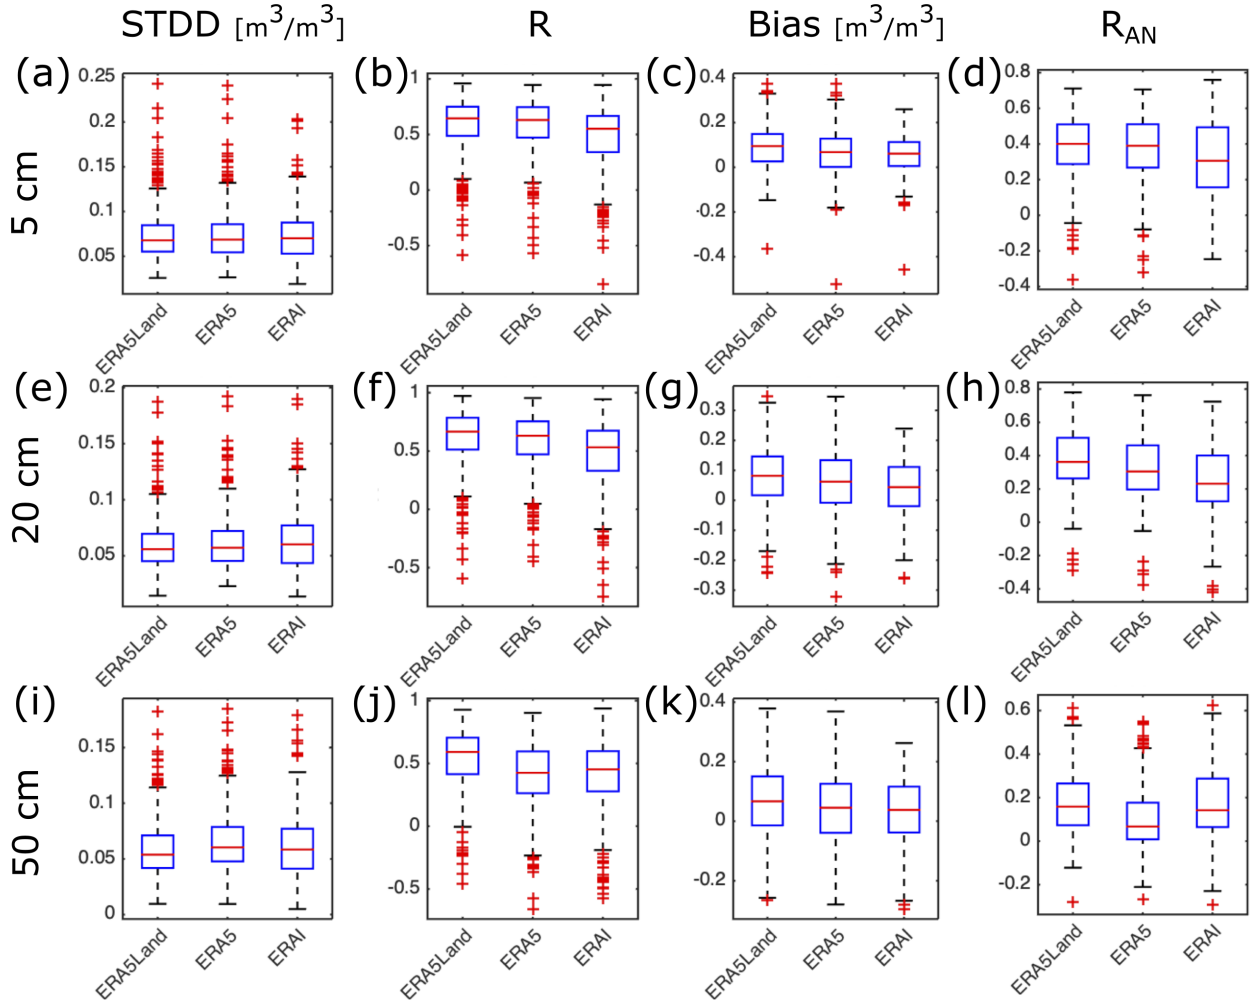 STDD [m³/m³] R Bias [m³/m³] R_AN
(a) (b) (c) (d)
5 cm
0.25 0.2 0.15 0.1 0.05
1 0.5 0 -0.5
0.4 0.2 0 -0.2 -0.4
0.8 0.6 0.4 0.2 0 -0.2 -0.4
ERA5Land ERA5 ERAI ERA5Land ERA5 ERAI ERA5Land ERA5 ERAI ERA5Land ERA5 ERAI
(e) (f) (g) (h)
20 cm
0.2 0.15 0.1 0.05
1 0.5 0 -0.5
0.3 0.2 0.1 0 -0.1 -0.2 -0.3
0.8 0.6 0.4 0.2 0 -0.2 -0.4
ERA5Land ERA5 ERAI ERA5Land ERA5 ERAI ERA5Land ERA5 ERAI ERA5Land ERA5 ERAI
(i) (j) (k) (l)
50 cm
0.15 0.1 0.05 0
1 0.5 0 -0.5
0.4 0.2 0 -0.2
0.6 0.4 0.2 0 -0.2
ERA5Land ERA5 ERAI ERA5Land ERA5 ERAI ERA5Land ERA5 ERAI ERA5Land ERA5 ERAI